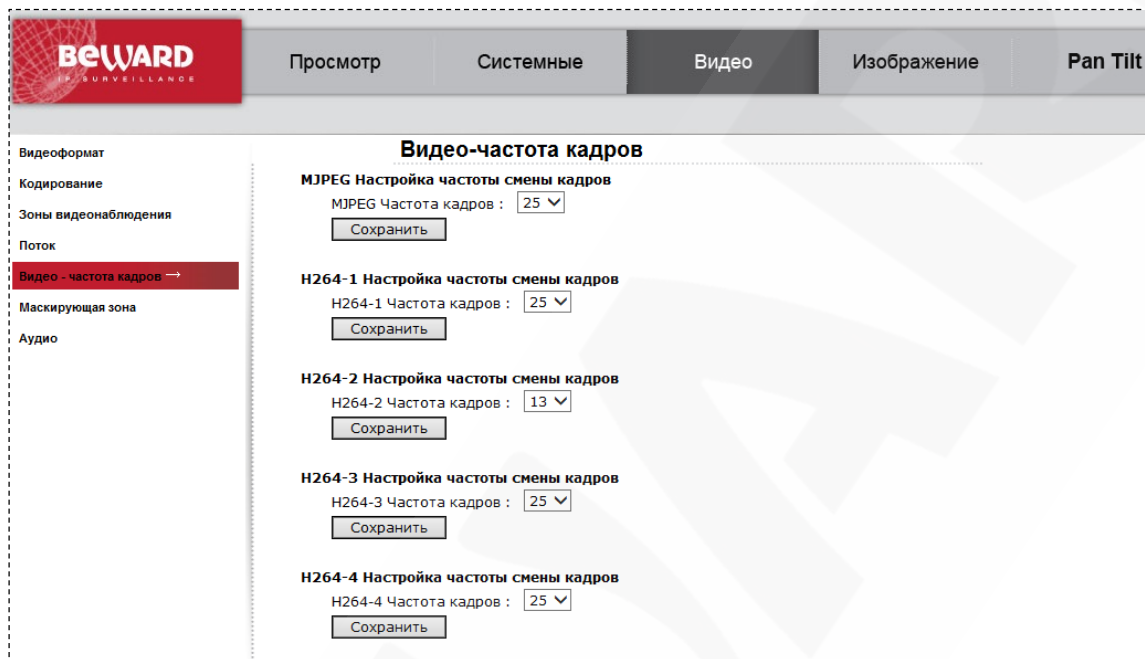 BEWARD
IP SURVEILLANCE
Просмотр
Системные
Видео
Изображение
Pan Tilt
Видеоформат
Кодирование
Зоны видеонаблюдения
Поток
Видео - частота кадров →
Маскирующая зона
Аудио
Видео-частота кадров
MJPEG Настройка частоты смены кадров
MJPEG Частота кадров : 25
Сохранить
H264-1 Настройка частоты смены кадров
H264-1 Частота кадров : 25
Сохранить
H264-2 Настройка частоты смены кадров
H264-2 Частота кадров : 13
Сохранить
H264-3 Настройка частоты смены кадров
H264-3 Частота кадров : 25
Сохранить
H264-4 Настройка частоты смены кадров
H264-4 Частота кадров : 25
Сохранить